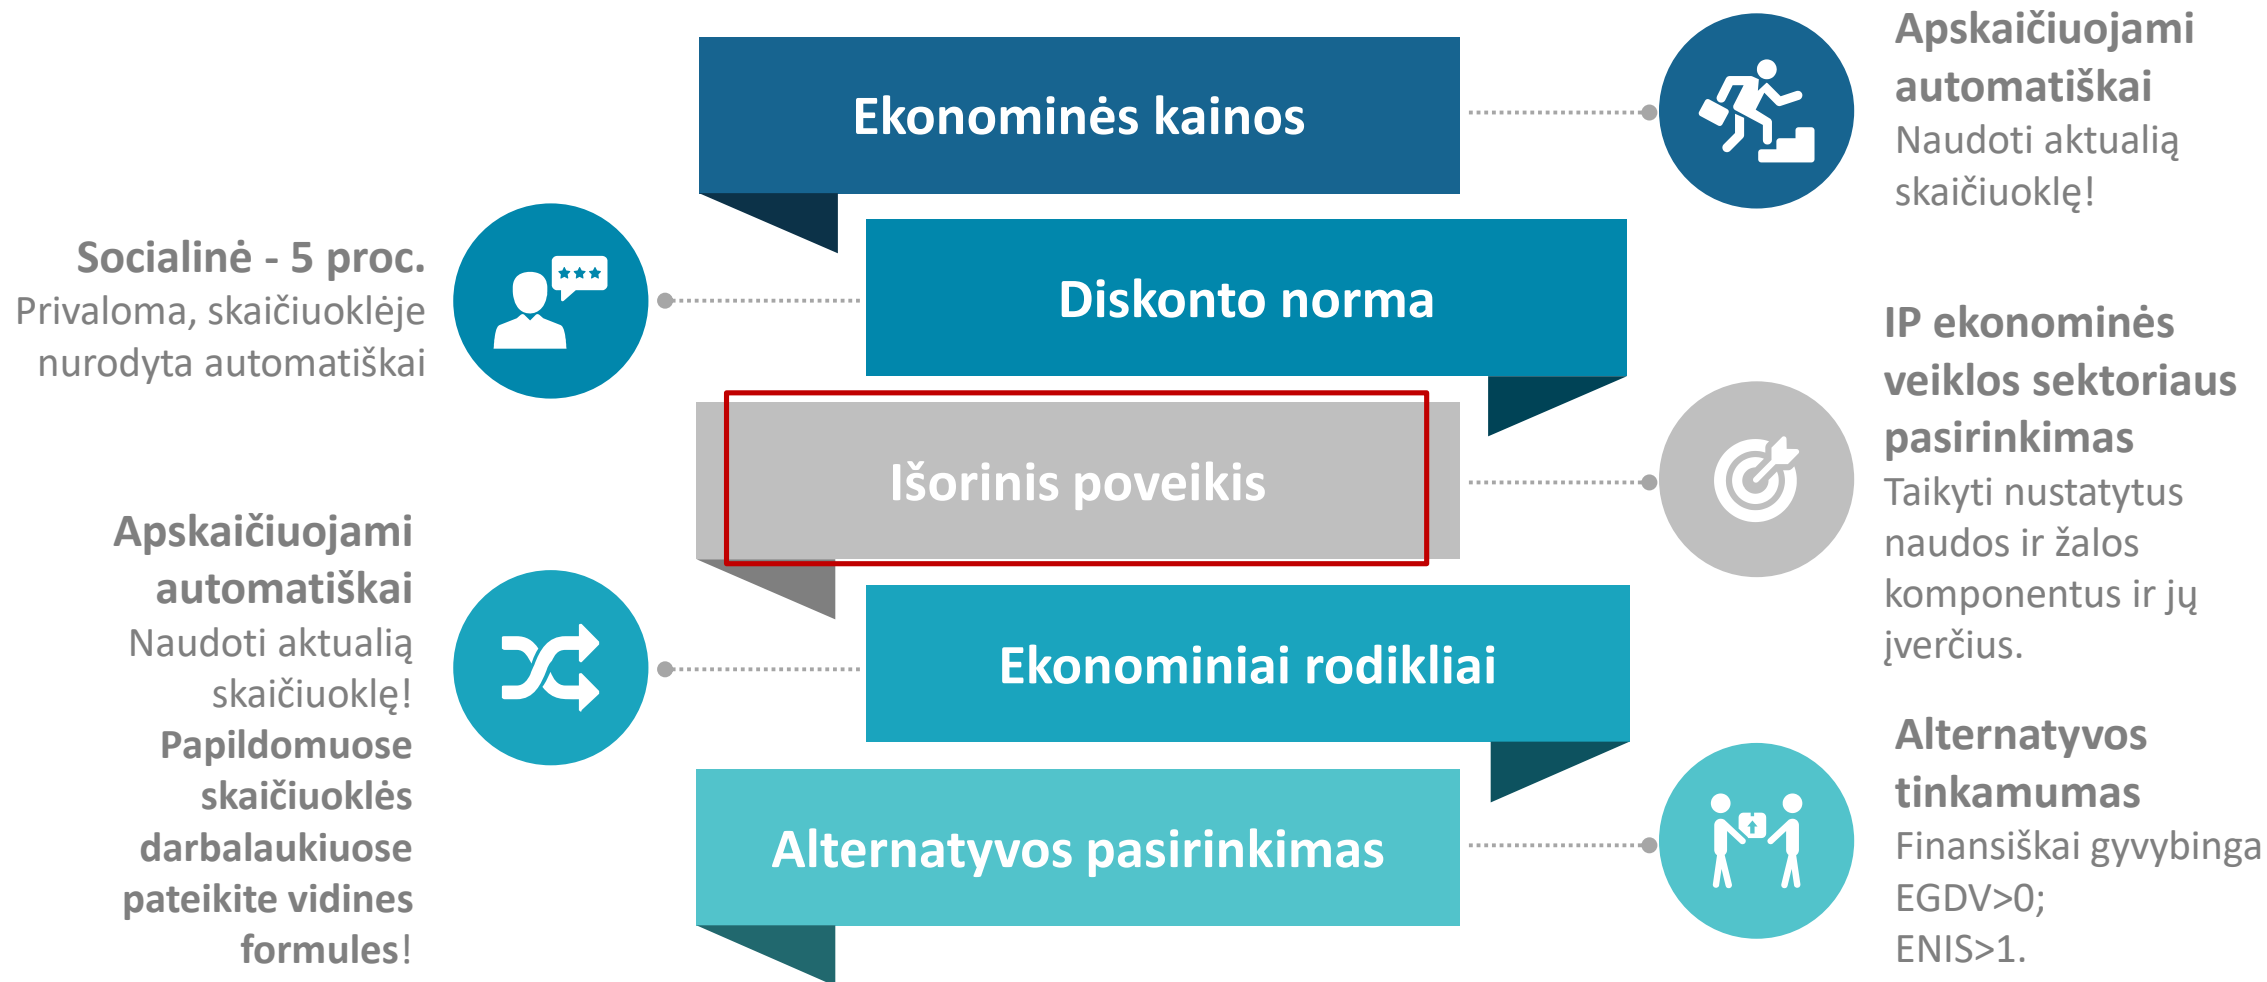 Ekonominės kainos
Apskaičiuojami
automatiškai
Naudoti aktualią
skaičiuoklę!
Socialinė - 5 proc.
Privaloma, skaičiuoklėje
nurodyta automatiškai
Diskonto norma
Išorinis poveikis
IP ekonominės
veiklos sektoriaus
pasirinkimas
Taikyti nustatytus
naudos ir žalos
komponentus ir jų
įverčius.
Apskaičiuojami
automatiškai
Naudoti aktualią
skaičiuoklę!
Papildomuose
skaičiuoklės
darbalaukiuose
pateikite vidines
formules!
Ekonominiai rodikliai
Alternatyvos pasirinkimas
Alternatyvos
tinkamumas
Finansiškai gyvybinga
EGDV>0;
ENIS>1.